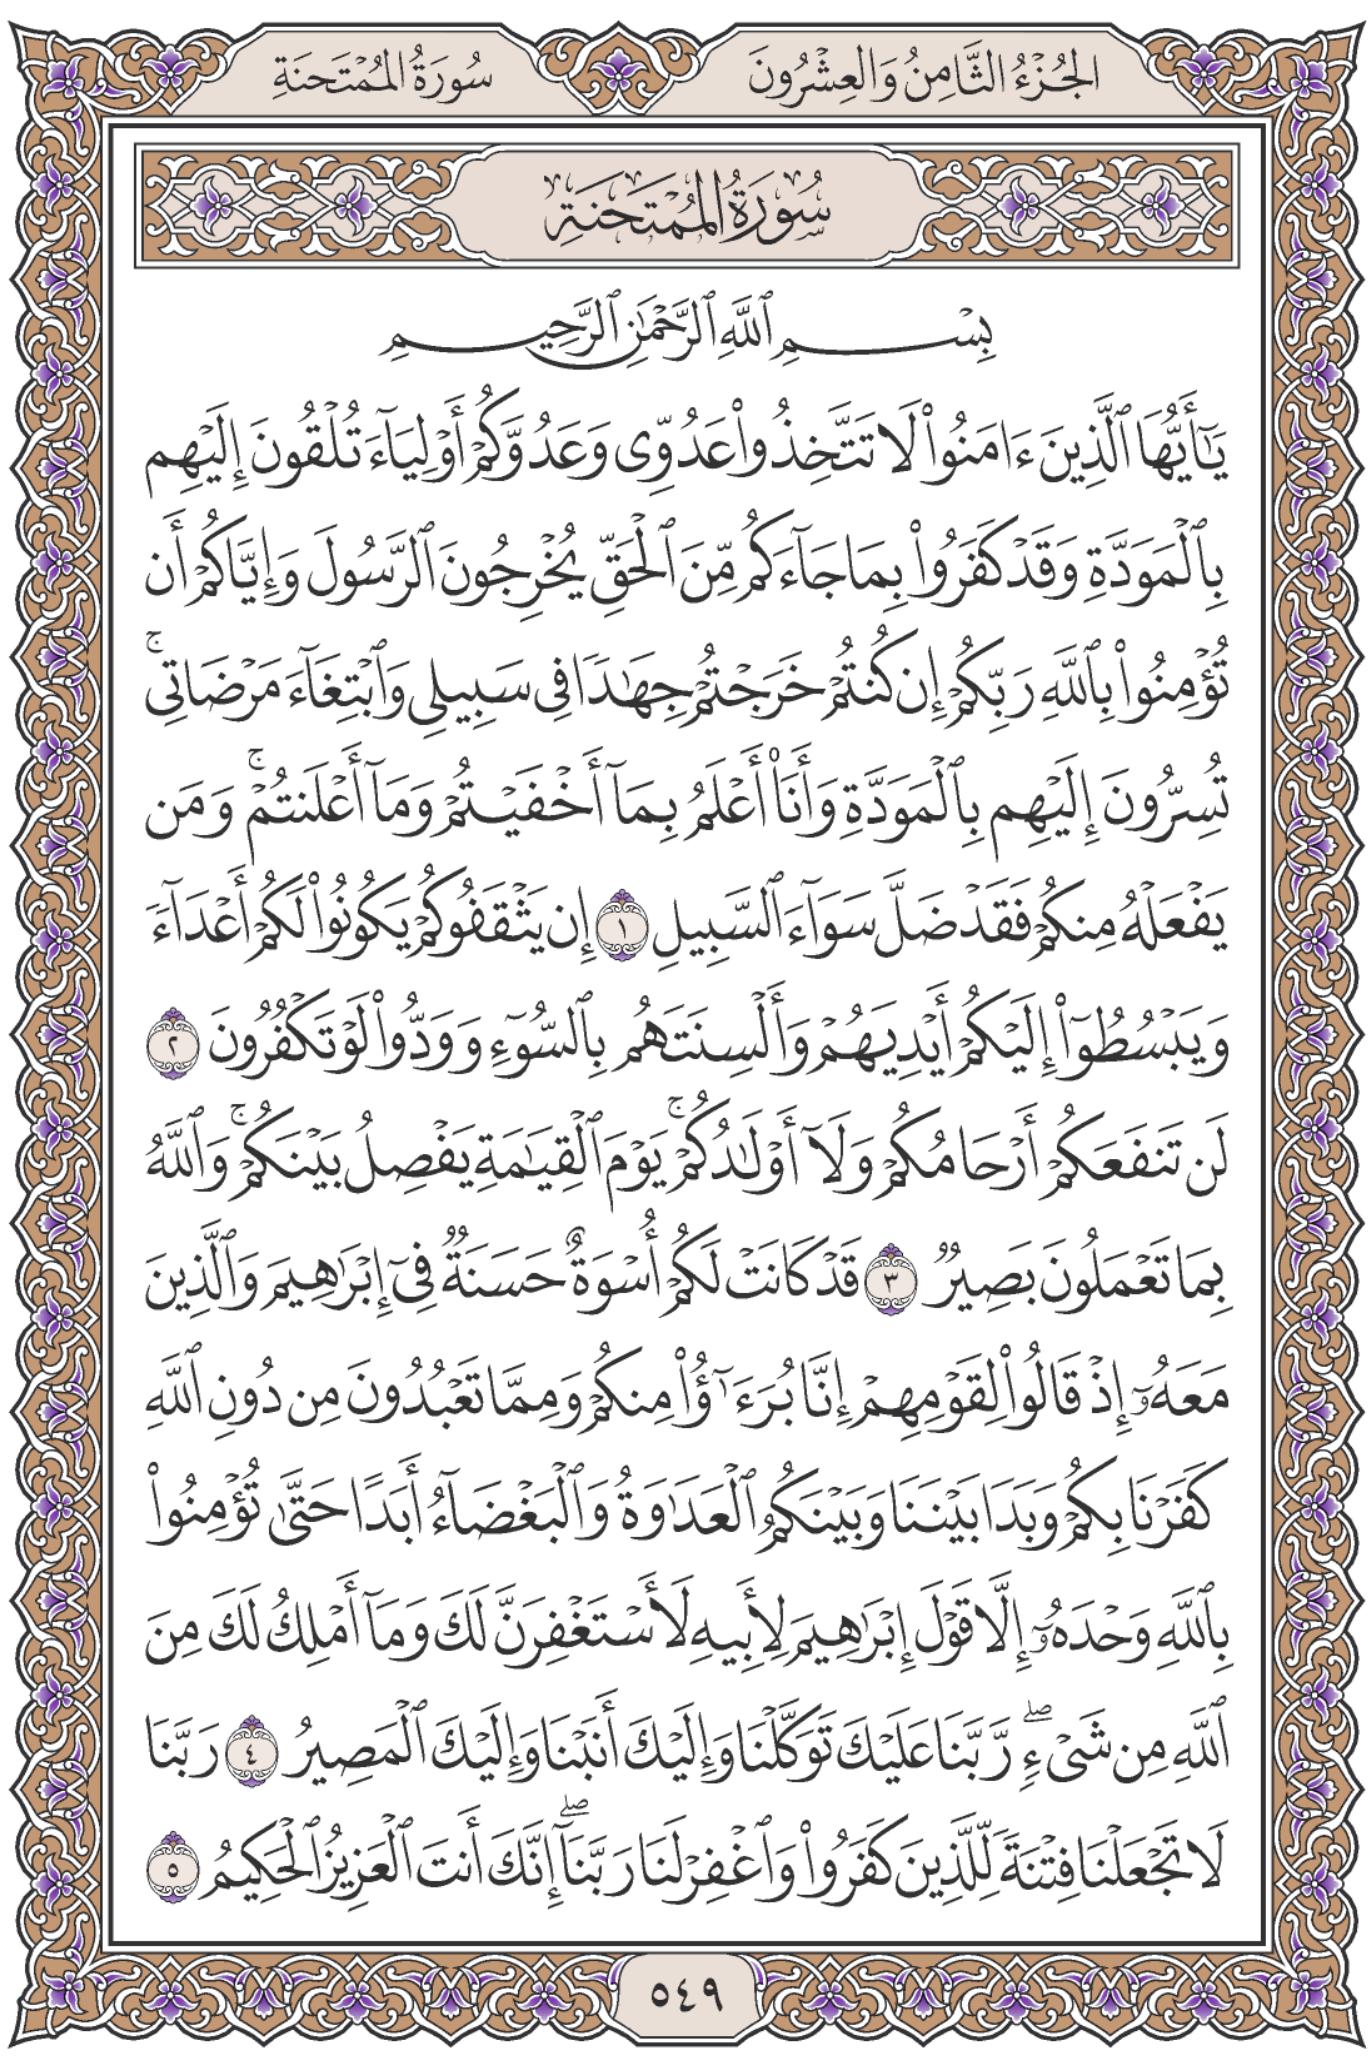 الجُزْءُ الثَّامِنُ وَالعِشْرُونَ
سُورَةُ المُمْتَحنَةِ
سُورَةُ المُمْتَحنَةِ
بِسْمِ ٱللَّهِ ٱلرَّحْمَٰنِ ٱلرَّحِيمِ
يَٰٓأَيُّهَا ٱلَّذِينَ ءَامَنُوا۟ لَا تَتَّخِذُوا۟ عَدُوِّى وَعَدُوَّكُمْ أَوْلِيَآءَ تُلْقُونَ إِلَيْهِم
بِٱلْمَوَدَّةِ وَقَدْ كَفَرُوا۟ بِمَا جَآءَكُم مِّنَ ٱلْحَقِّ يُخْرِجُونَ ٱلرَّسُولَ وَإِيَّاكُمْ أَن
تُؤْمِنُوا۟ بِٱللَّهِ رَبِّكُمْ إِن كُنتُمْ خَرَجْتُمْ جِهَٰدًا فِى سَبِيلِى وَٱبْتِغَآءَ مَرْضَاتِى ۚ
تُسِرُّونَ إِلَيْهِم بِٱلْمَوَدَّةِ وَأَنَا۠ أَعْلَمُ بِمَآ أَخْفَيْتُمْ وَمَآ أَعْلَنتُمْ ۚ وَمَن
يَفْعَلْهُ مِنكُمْ فَقَدْ ضَلَّ سَوَآءَ ٱلسَّبِيلِ ١ إِن يَثْقَفُوكُمْ يَكُونُوا۟ لَكُمْ أَعْدَآءً
وَيَبْسُطُوٓا۟ إِلَيْكُمْ أَيْدِيَهُمْ وَأَلْسِنَتَهُم بِٱلسُّوٓءِ وَوَدُّوا۟ لَوْ تَكْفُرُونَ ٢
لَن تَنفَعَكُمْ أَرْحَامُكُمْ وَلَآ أَوْلَٰدُكُمْ ۚ يَوْمَ ٱلْقِيَٰمَةِ يَفْصِلُ بَيْنَكُمْ ۚ وَٱللَّهُ
بِمَا تَعْمَلُونَ بَصِيرٌ ٣ قَدْ كَانَتْ لَكُمْ أُسْوَةٌ حَسَنَةٌ فِىٓ إِبْرَٰهِيمَ وَٱلَّذِينَ
مَعَهُۥٓ إِذْ قَالُوا۟ لِقَوْمِهِمْ إِنَّا بُرَءَٰٓؤُا۟ مِنكُمْ وَمِمَّا تَعْبُدُونَ مِن دُونِ ٱللَّهِ
كَفَرْنَا بِكُمْ وَبَدَا بَيْنَنَا وَبَيْنَكُمُ ٱلْعَدَٰوَةُ وَٱلْبَغْضَآءُ أَبَدًا حَتَّىٰ تُؤْمِنُوا۟
بِٱللَّهِ وَحْدَهُۥٓ إِلَّا قَوْلَ إِبْرَٰهِيمَ لِأَبِيهِ لَأَسْتَغْفِرَنَّ لَكَ وَمَآ أَمْلِكُ لَكَ مِنَ
ٱللَّهِ مِن شَىْءٍ ۖ رَّبَّنَا عَلَيْكَ تَوَكَّلْنَا وَإِلَيْكَ أَنَبْنَا وَإِلَيْكَ ٱلْمَصِيرُ ٤ رَبَّنَا
لَا تَجْعَلْنَا فِتْنَةً لِّلَّذِينَ كَفَرُوا۟ وَٱغْفِرْ لَنَا رَبَّنَآ ۖ إِنَّكَ أَنتَ ٱلْعَزِيزُ ٱلْحَكِيمُ ٥
٥٤٩